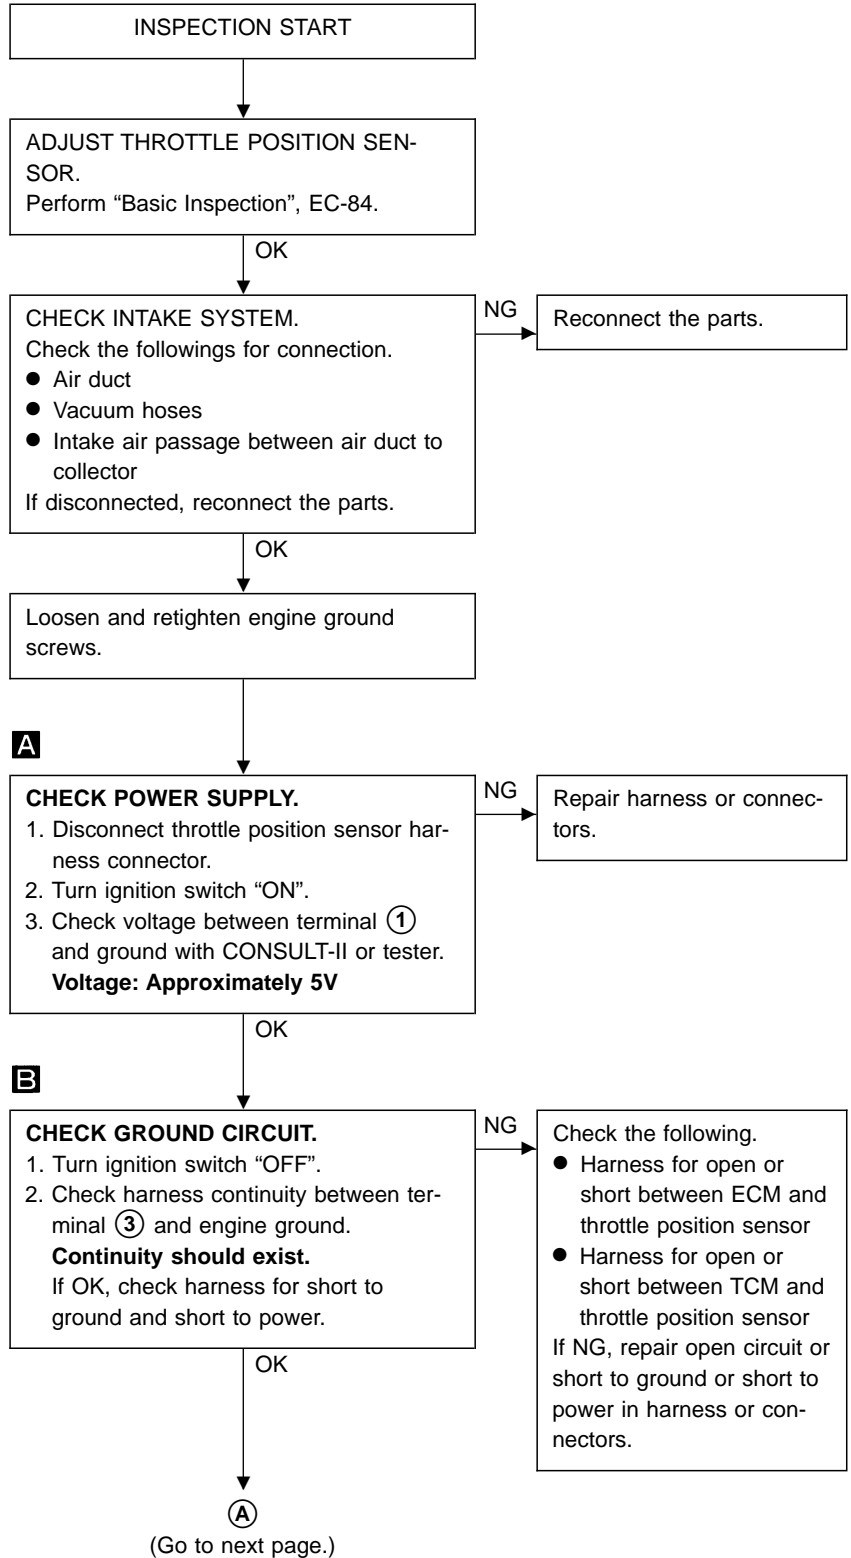 INSPECTION START
ADJUST THROTTLE POSITION SEN-
SOR.
Perform “Basic Inspection”, EC-84.
OK
CHECK INTAKE SYSTEM.
Check the followings for connection.
● Air duct
● Vacuum hoses
● Intake air passage between air duct to
collector
If disconnected, reconnect the parts.
NG
Reconnect the parts.
OK
Loosen and retighten engine ground
screws.
A
CHECK POWER SUPPLY.
1. Disconnect throttle position sensor har-
ness connector.
2. Turn ignition switch “ON”.
3. Check voltage between terminal ①
and ground with CONSULT-II or tester.
Voltage: Approximately 5V
NG
Repair harness or connec-
tors.
OK
B
CHECK GROUND CIRCUIT.
1. Turn ignition switch “OFF”.
2. Check harness continuity between ter-
minal ③ and engine ground.
Continuity should exist.
If OK, check harness for short to
ground and short to power.
NG
Check the following.
● Harness for open or
short between ECM and
throttle position sensor
● Harness for open or
short between TCM and
throttle position sensor
If NG, repair open circuit or
short to ground or short to
power in harness or con-
nectors.
OK
Ⓐ
(Go to next page.)